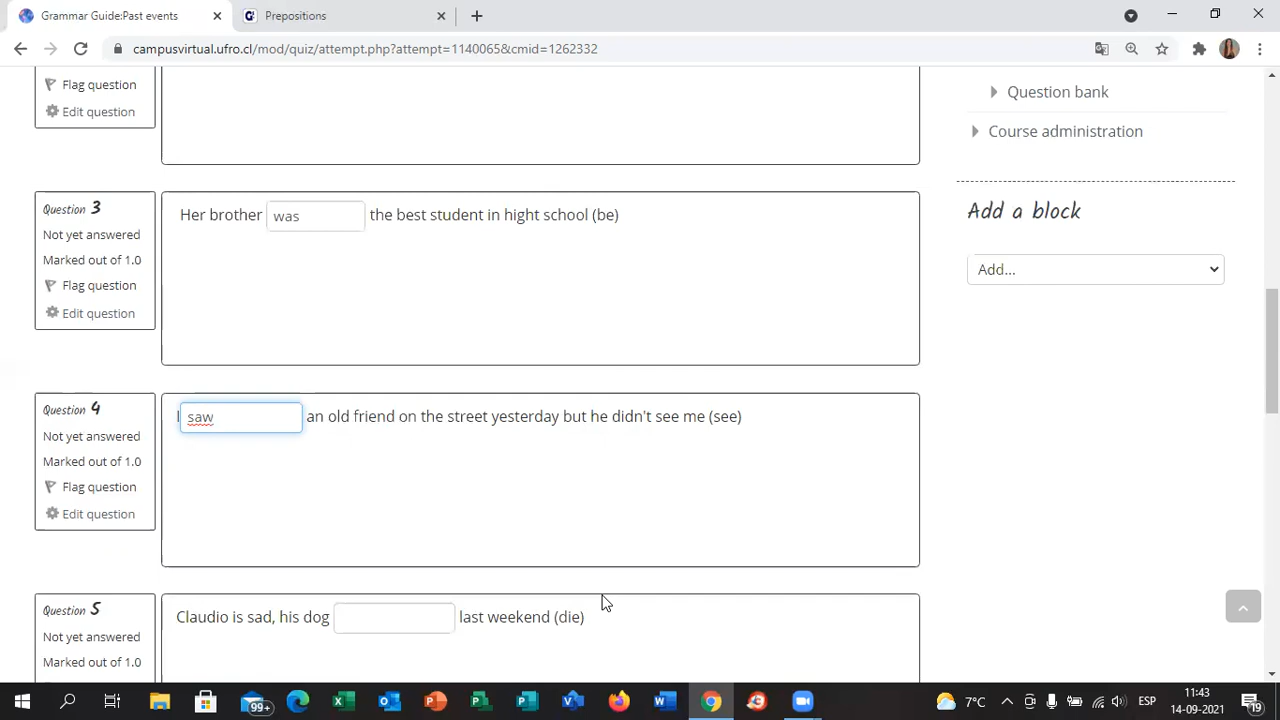 Grammar Guide:Past events
Prepositions
campusvirtual.ufro.cl/mod/quiz/attempt.php?attempt=1140065&cmid=1262332
Flag question
Edit question
Question bank
Course administration
Add a block
Add...
Question 3
Not yet answered
Marked out of 1.0
Flag question
Edit question
Her brother was the best student in hight school (be)
Question 4
Not yet answered
Marked out of 1.0
Flag question
Edit question
I saw an old friend on the street yesterday but he didn't see me (see)
Question 5
Not yet answered
Marked out of 1.0
Claudio is sad, his dog last weekend (die)
99+
7°C
ESP
11:43
14-09-2021
19